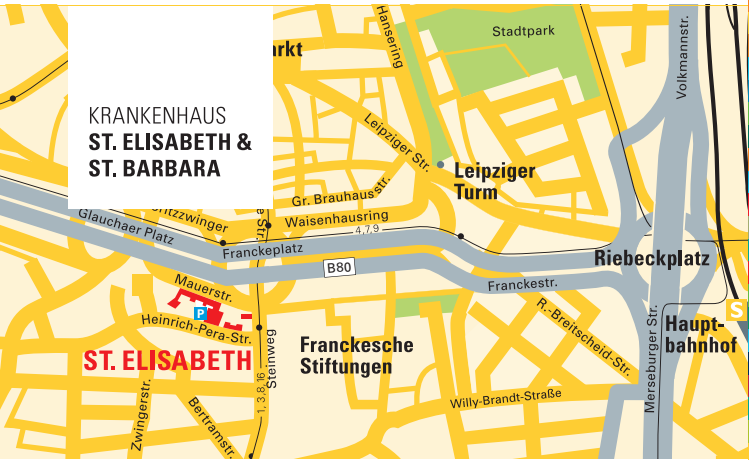 Hansering
Stadtpark
Volkmannstr.
KRANKENHAUS
ST. ELISABETH &
ST. BARBARA
Leipziger Str.
Leipziger
Turm
Gr. Brauhausstr.
Waisenhausring
Glauchaer Platz
Franckeplatz
4,7,9
B80
Riebeckplatz
Franckestr.
Mauerstr.
P
Heinrich-Pera-Str.
ST. ELISABETH
Steinweg
1, 3, 8, 16
Franckesche
Stiftungen
R.-Breitscheid-Str.
Merseburger Str.
S
Haupt-
bahnhof
Willy-Brandt-Straße
Zwingerstr.
Bertramstr.